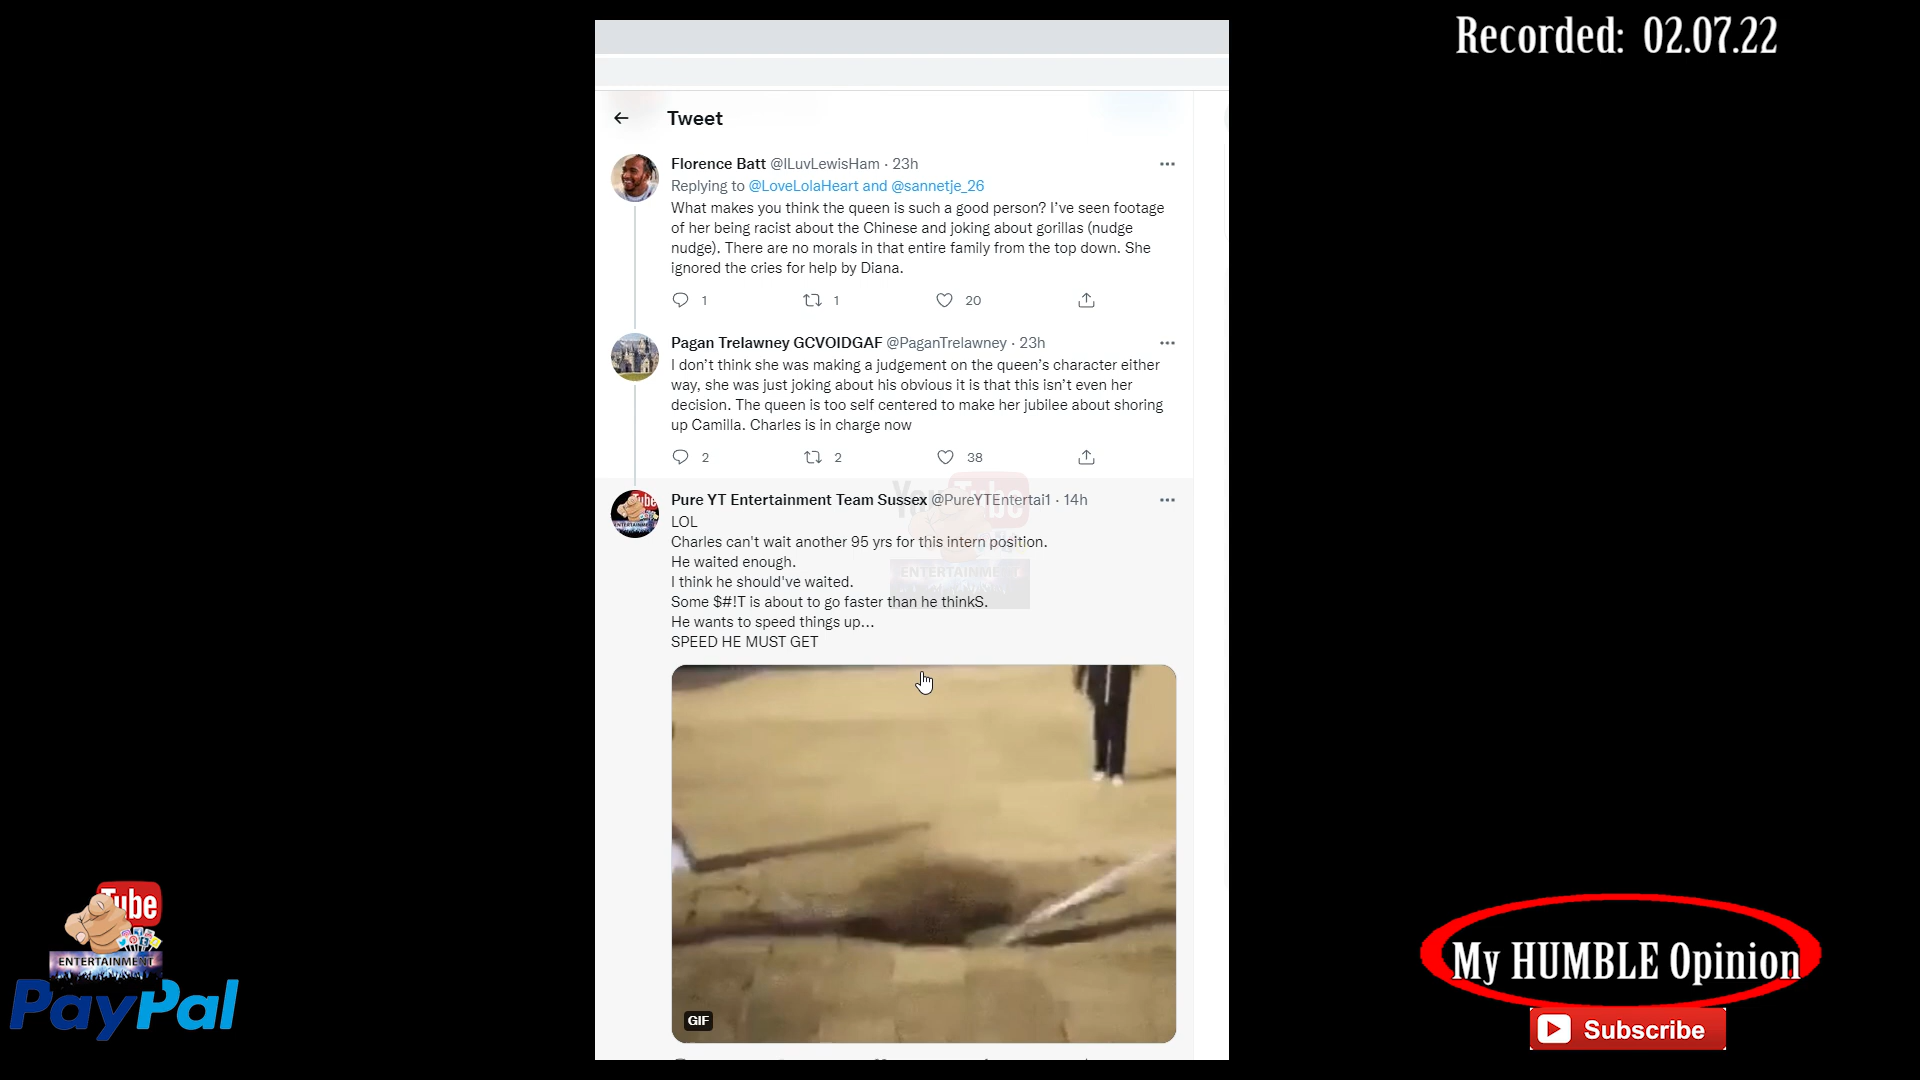 Recorded: 02.07.22
Tweet
Florence Batt @ILuvLewisHam · 23h
Replying to @LoveLolaHeart and @sannetje_26
What makes you think the queen is such a good person? I've seen footage
of her being racist about the Chinese and joking about gorillas (nudge
nudge). There are no morals in that entire family from the top down. She
ignored the cries for help by Diana.
1 1 20
Pagan Trelawney GCVOIDGAF @PaganTrelawney · 23h
I don't think she was making a judgement on the queen's character either
way, she was just joking about his obvious it is that this isn't even her
decision. The queen is too self centered to make her jubilee about shoring
up Camilla. Charles is in charge now
2 2 38
Pure YT Entertainment Team Sussex @PureYTEntertai1 · 14h
LOL
Charles can't wait another 95 yrs for this intern position.
He waited enough.
I think he should've waited.
Some $#!T is about to go faster than he thinkS.
He wants to speed things up...
SPEED HE MUST GET
YouTube
ENTERTAINMENT
GIF
Tube
ENTERTAINMENT
PayPal
My HUMBLE Opinion
Subscribe